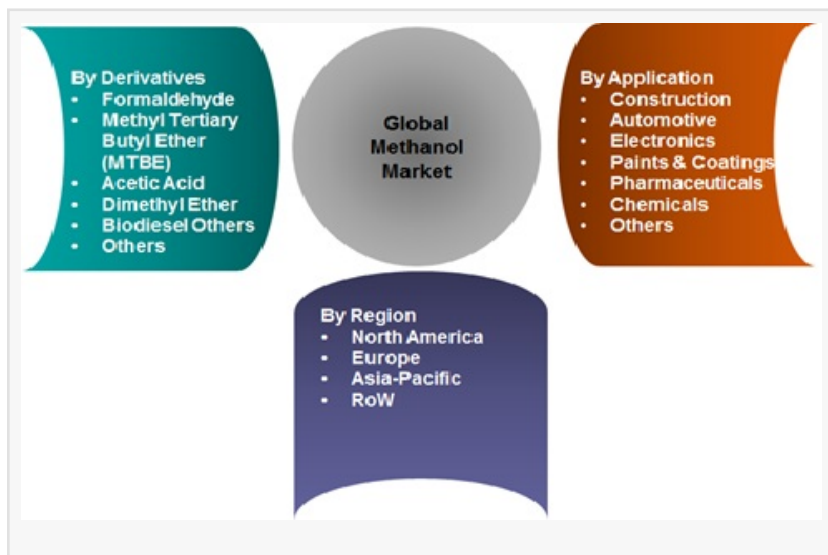 By Derivatives
• Formaldehyde
• Methyl Tertiary
Butyl Ether
(MTBE)
• Acetic Acid
• Dimethyl Ether
• Biodiesel Others
• Others
Global
Methanol
Market
By Application
• Construction
• Automotive
• Electronics
• Paints & Coatings
• Pharmaceuticals
• Chemicals
• Others
By Region
• North America
• Europe
• Asia-Pacific
• RoW